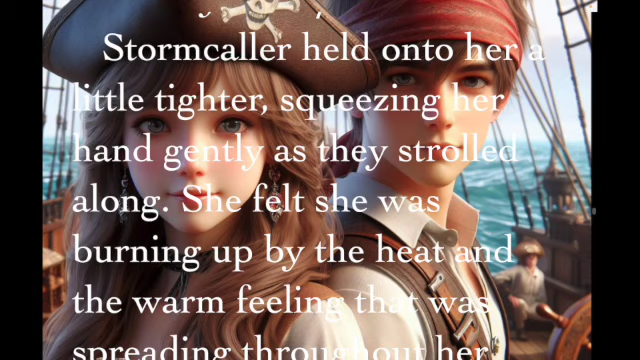 Stormcaller held onto her a
little tighter, squeezing her
hand gently as they strolled
along. She felt she was
burning up by the heat and
the warm feeling that was
spreading throughout her